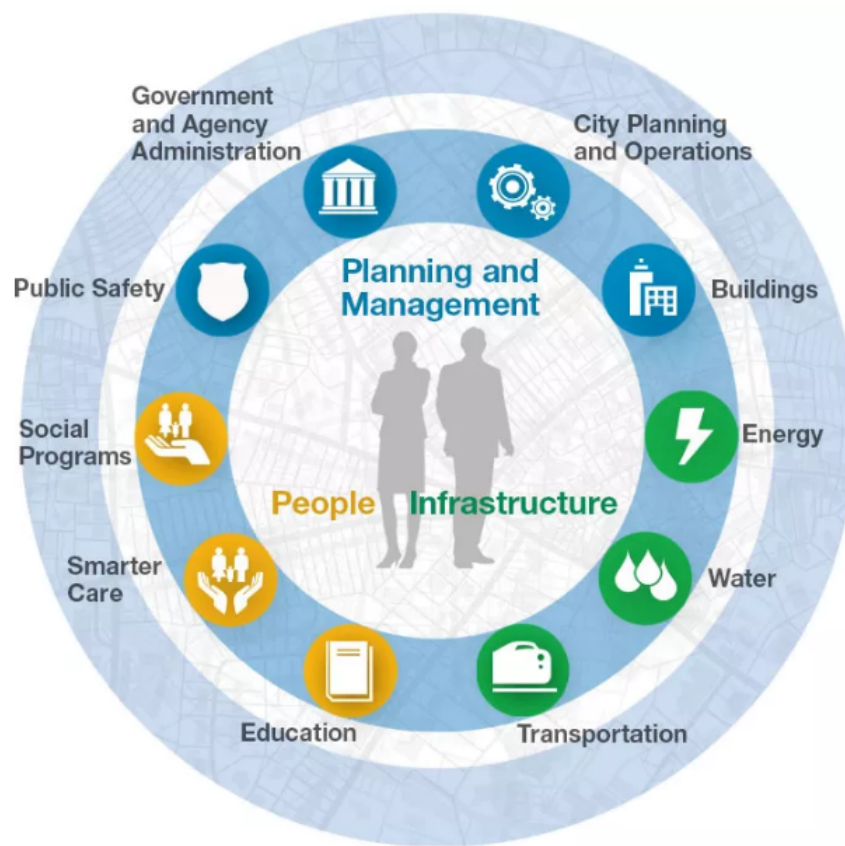 Government
and Agency
Administration
City Planning
and Operations
Public Safety
Planning and
Management
Buildings
Social
Programs
Energy
People
Infrastructure
Smarter
Care
Water
Education
Transportation